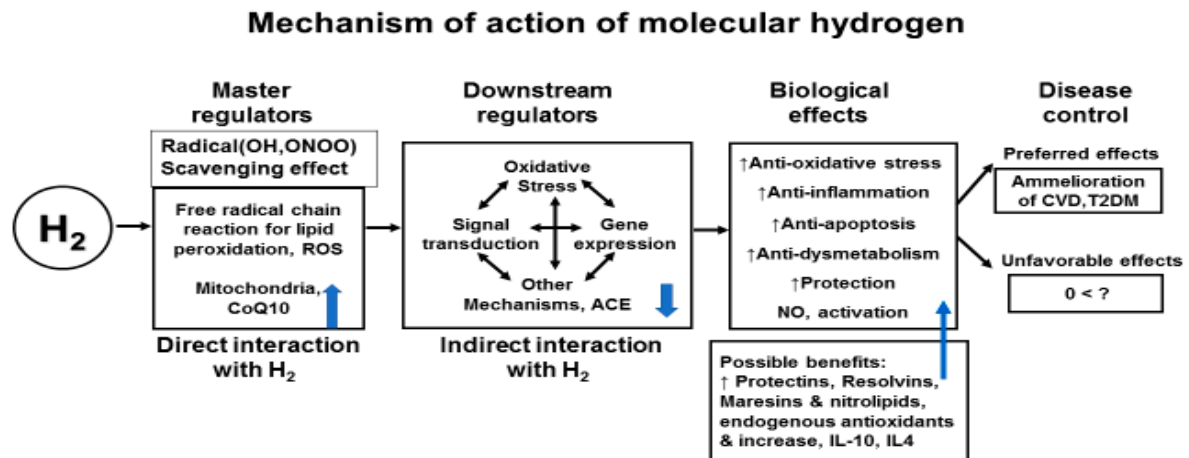 Mechanism of action of molecular hydrogen
Master
regulators
Downstream
regulators
Biological
effects
Disease
control
H2
Radical(OH,ONOO)
Scavenging effect
Free radical chain
reaction for lipid
peroxidation, ROS
Mitochondria,
CoQ10
Direct interaction
with H2
Oxidative
Stress
Signal
transduction
Gene
expression
Other
Mechanisms, ACE
Indirect interaction
with H2
↑Anti-oxidative stress
↑Anti-inflammation
↑Anti-apoptosis
↑Anti-dysmetabolism
↑Protection
NO, activation
Possible benefits:
↑ Protectins, Resolvins,
Maresins & nitrolipids,
endogenous antioxidants
& increase, IL-10, IL4
Preferred effects
Ammelioration
of CVD,T2DM
Unfavorable effects
0 < ?